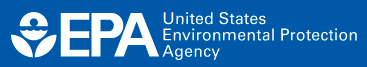 EPA
United States
Environmental Protection
Agency